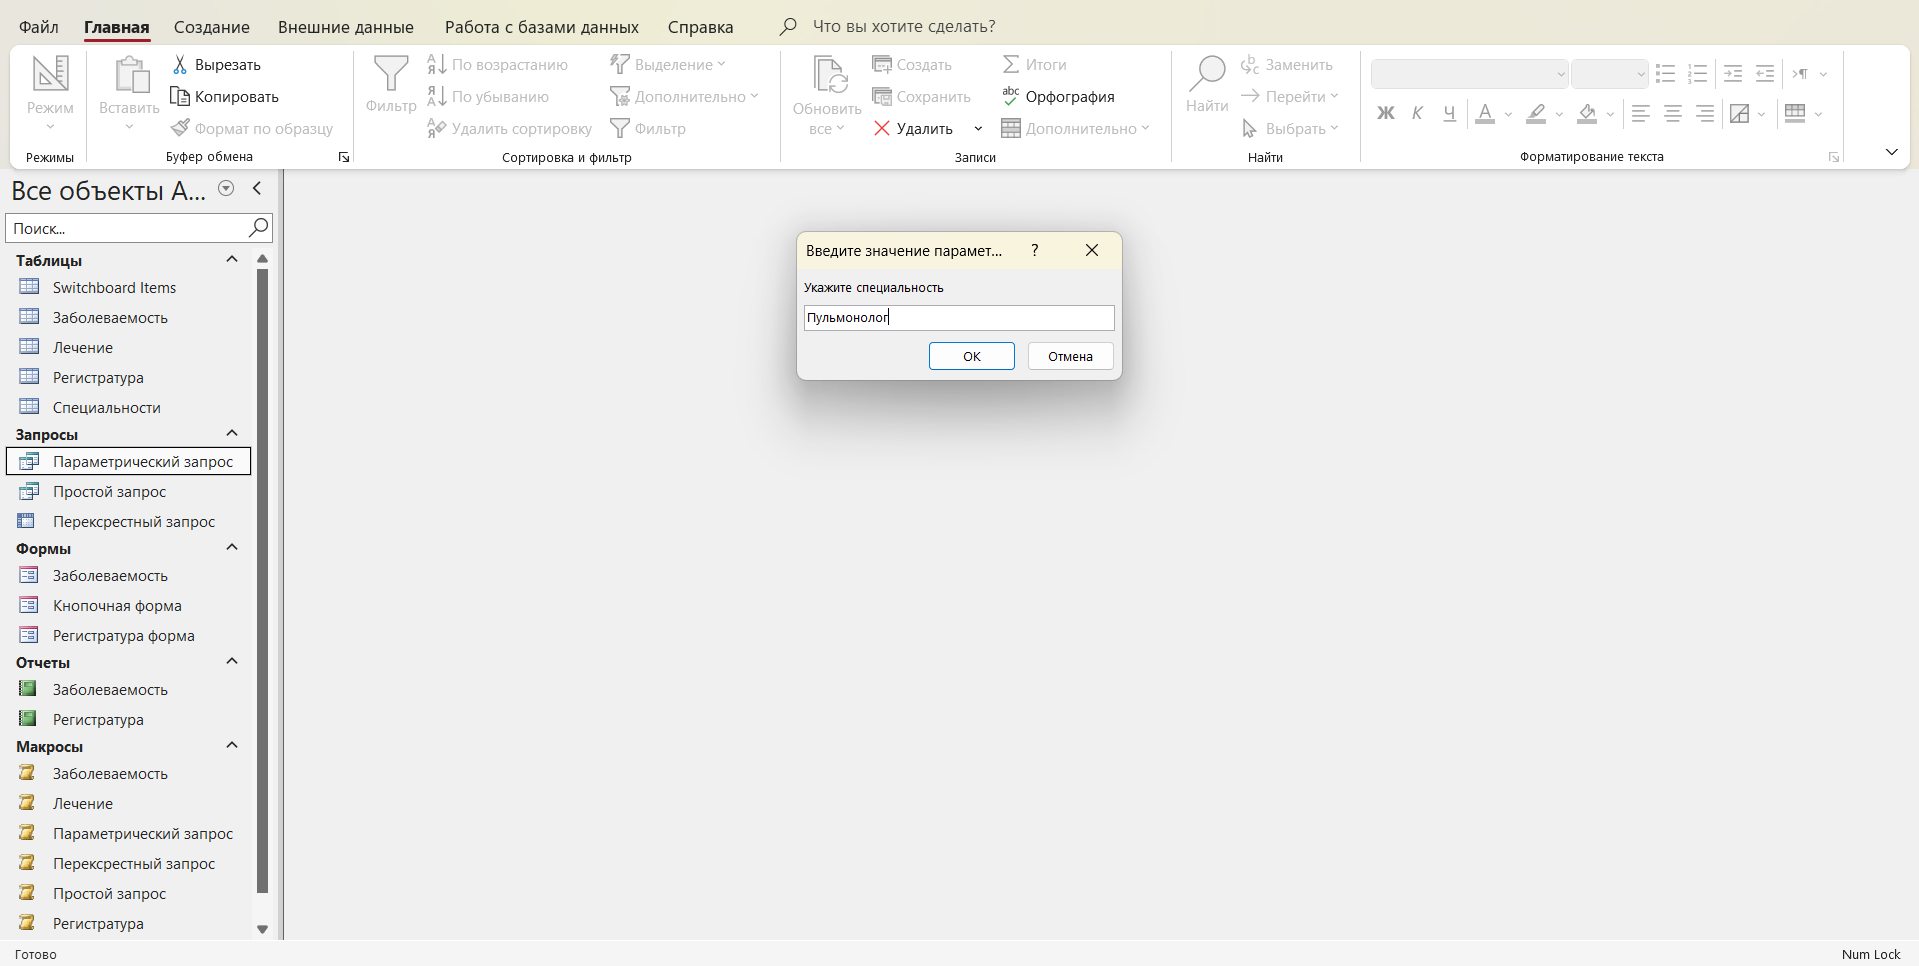 Файл Главная Создание Внешние данные Работа с базами данных Справка Что вы хотите сделать?
Режим
Режимы
Вставить
Вырезать
Копировать
Формат по образцу
Буфер обмена
Фильтр
По возрастанию
По убыванию
Удалить сортировку
Выделение
Дополнительно
Фильтр
Сортировка и фильтр
Обновить
все
Создать
Сохранить
Удалить
Итоги
Орфография
Дополнительно
Записи
Найти
Заменить
Перейти
Выбрать
Найти
Ж К Ч А
Форматирование текста
Все объекты A...
Поиск...
Таблицы
Switchboard Items
Заболеваемость
Лечение
Регистратура
Специальности
Запросы
Параметрический запрос
Простой запрос
Перексрестный запрос
Формы
Заболеваемость
Кнопочная форма
Регистратура форма
Отчеты
Заболеваемость
Регистратура
Макросы
Заболеваемость
Лечение
Параметрический запрос
Перексрестный запрос
Простой запрос
Регистратура
Введите значение парамет... ?
Укажите специальность
Пульмонолог
ОК Отмена
Готово Num Lock